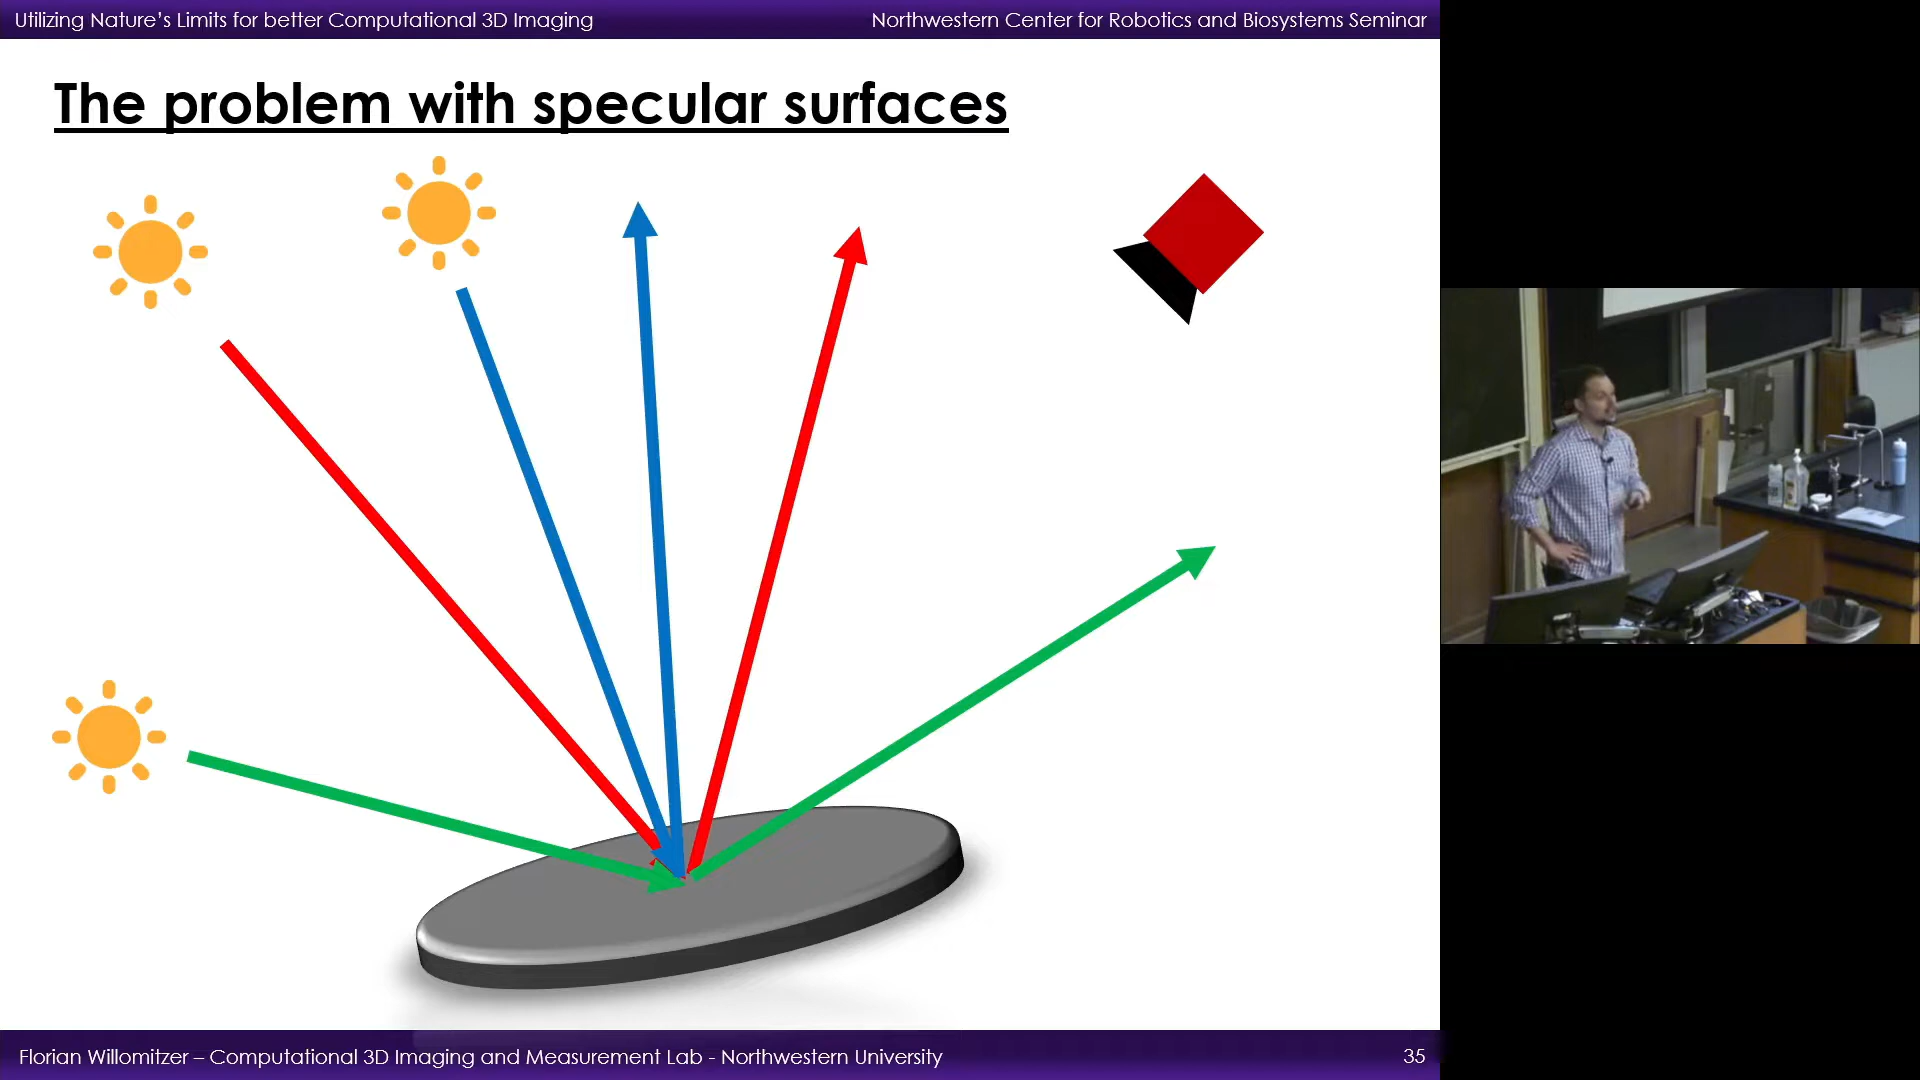 Utilizing Nature’s Limits for better Computational 3D Imaging
Northwestern Center for Robotics and Biosystems Seminar
The problem with specular surfaces
Florian Willomitzer – Computational 3D Imaging and Measurement Lab - Northwestern University
35